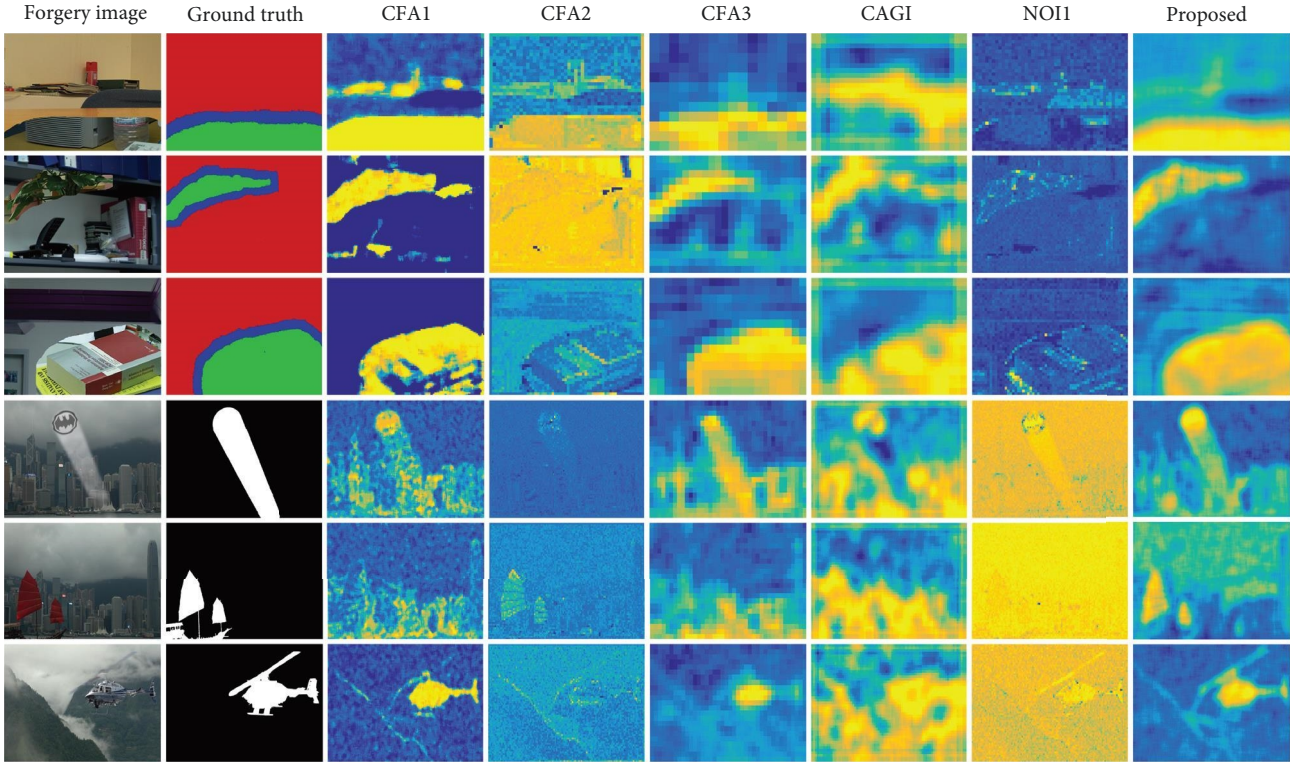 Forgery image
Ground truth
CFA1
CFA2
CFA3
CAGI
NOI1
Proposed